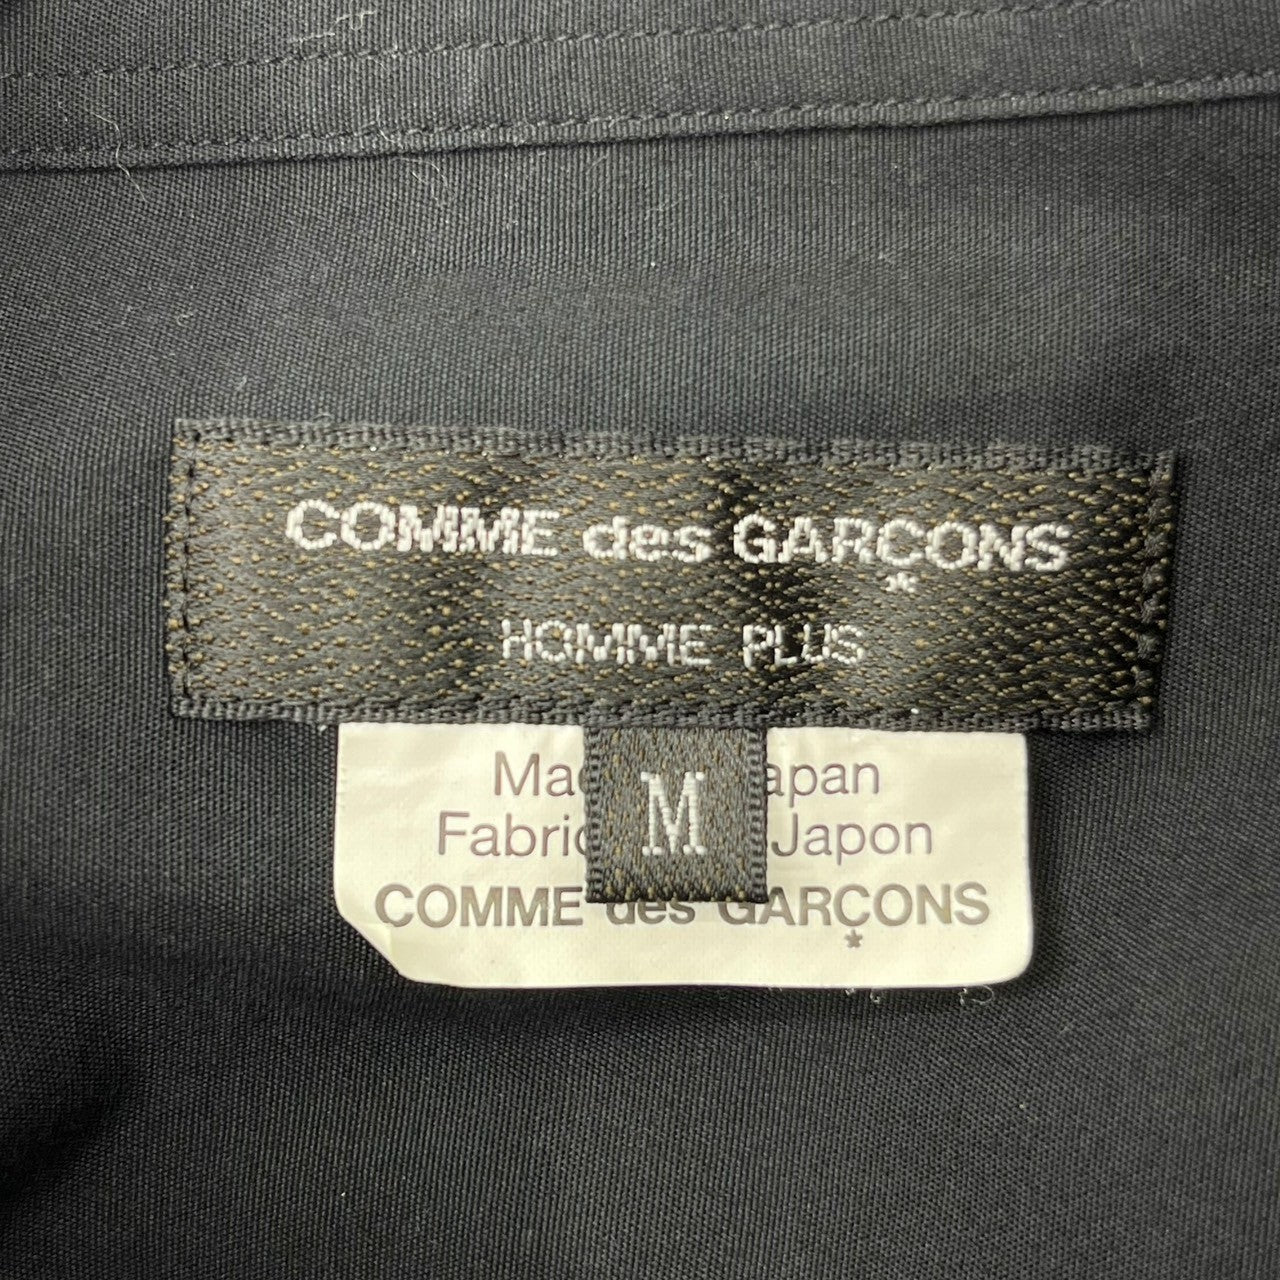 COMME des GARÇONS
*
HOMME PLUS
M
Japan
Japon
COMME des GARÇONS
*